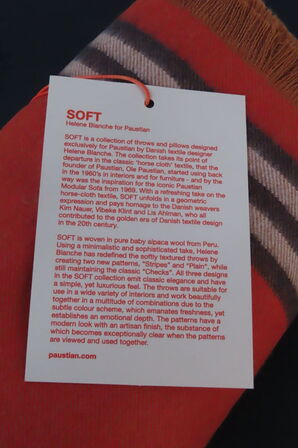 SOFT
Helene Blanche for Paustian
SOFT is a collection of throws and pillows designed
exclusively for Paustian by Danish textile designer
Helene Blanche. The collection takes its point of
departure in the classic 'horse cloth' textile, that the
founder of Paustian, Ole Paustian, started using back
in the 1960's in interiors and for furniture - and by the
way was the inspiration for the iconic Paustian
Modular Sofa from 1969. With a refreshing take on the
horse-cloth textile, SOFT unfolds in a geometric
expression and pays homage to the Danish weavers
Kim Nauer, Vibeke Klint and Lis Ahlman, who all
contributed to the golden era of Danish textile design
in the 20th century.
SOFT is woven in pure baby alpaca wool from Peru.
Using a minimalistic and sophisticated take, Helene
Blanche has redefined the softly textured throws by
creating two new patterns, "Stripes" and "Plain", while
still maintaining the classic "Checks". All three designs
in the SOFT collection emit classic elegance and have
a simple, yet luxurious feel. The throws are suitable for
use in a wide variety of interiors and work beautifully
together in a multitude of combinations due to the
subtle colour scheme, which emanates freshness, yet
establishes an emotional depth. The patterns have a
modern look with an artisan finish, the substance of
which becomes exceptionally clear when the patterns
are viewed and used together.
paustian.com